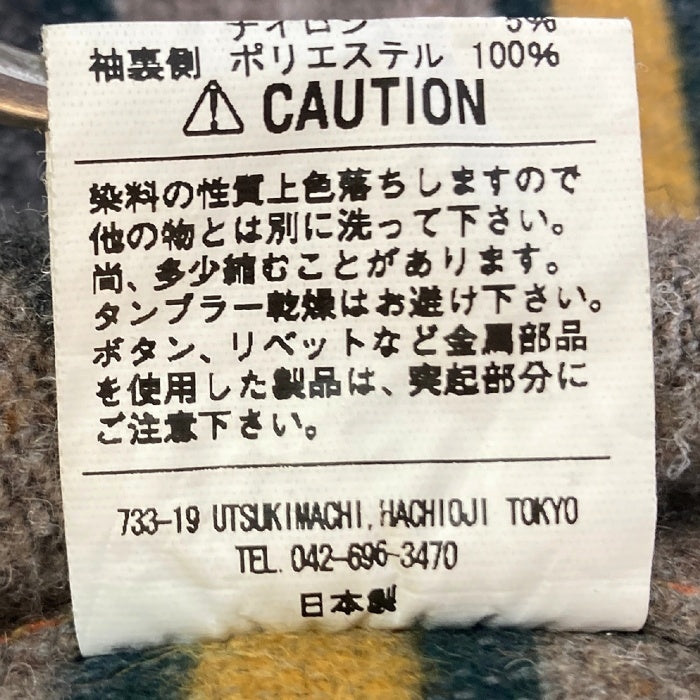 ナイロン 5%
袖裏側 ポリエステル 100%
CAUTION
染料の性質上色落ちしますので
他の物とは別に洗って下さい。
尚、多少縮むことがあります。
タンブラー乾燥はお避け下さい。
ボタン、リベットなど金属部品
を使用した製品は、突起部分に
ご注意下さい。
733-19 UTSUKIMACHI, HACHIOJI TOKYO
TEL. 042-696-3470
日本製